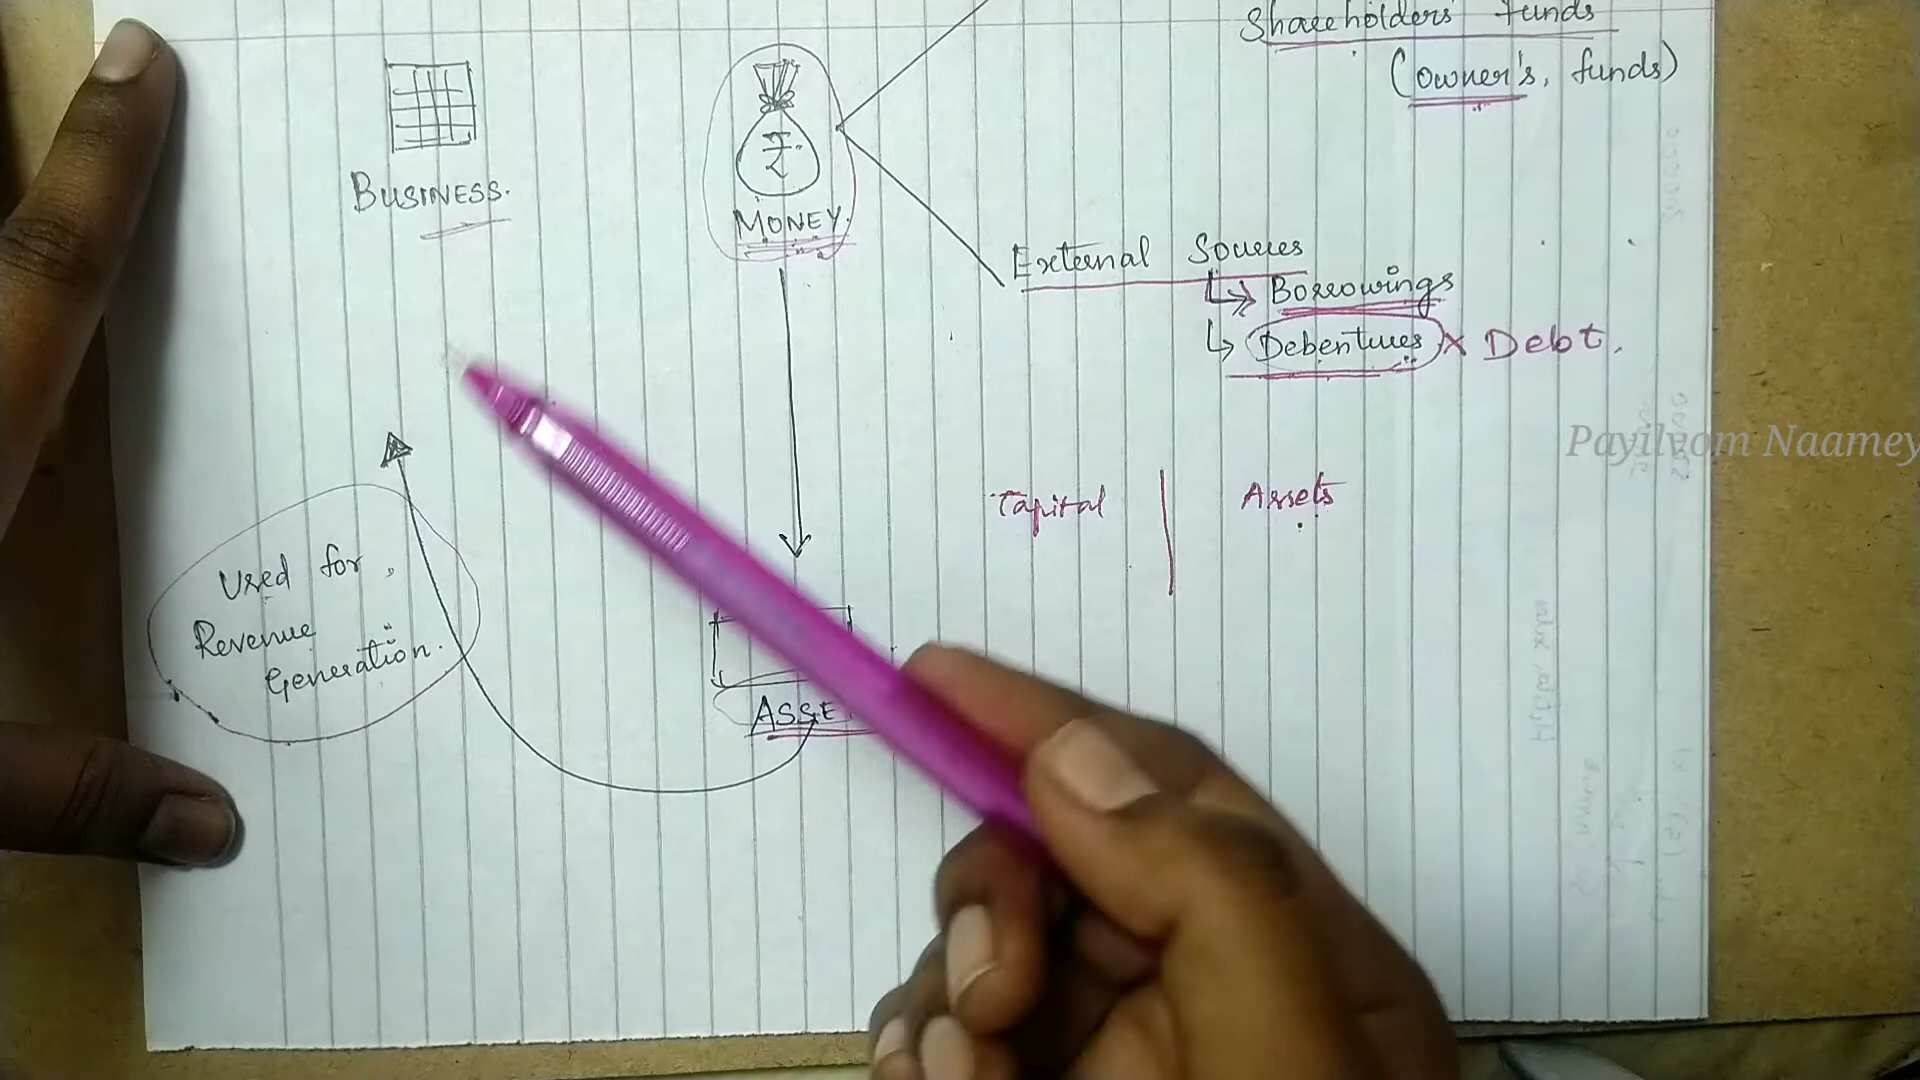 Shareholders' funds
(owner's, funds)
₹
BUSINESS.
MONEY.
External Sources
↳ Borrowings
↳ Debentures x Debt.
Payilvom Naamey
Capital | Assets
Used for,
Revenue
Generation.
ASSE